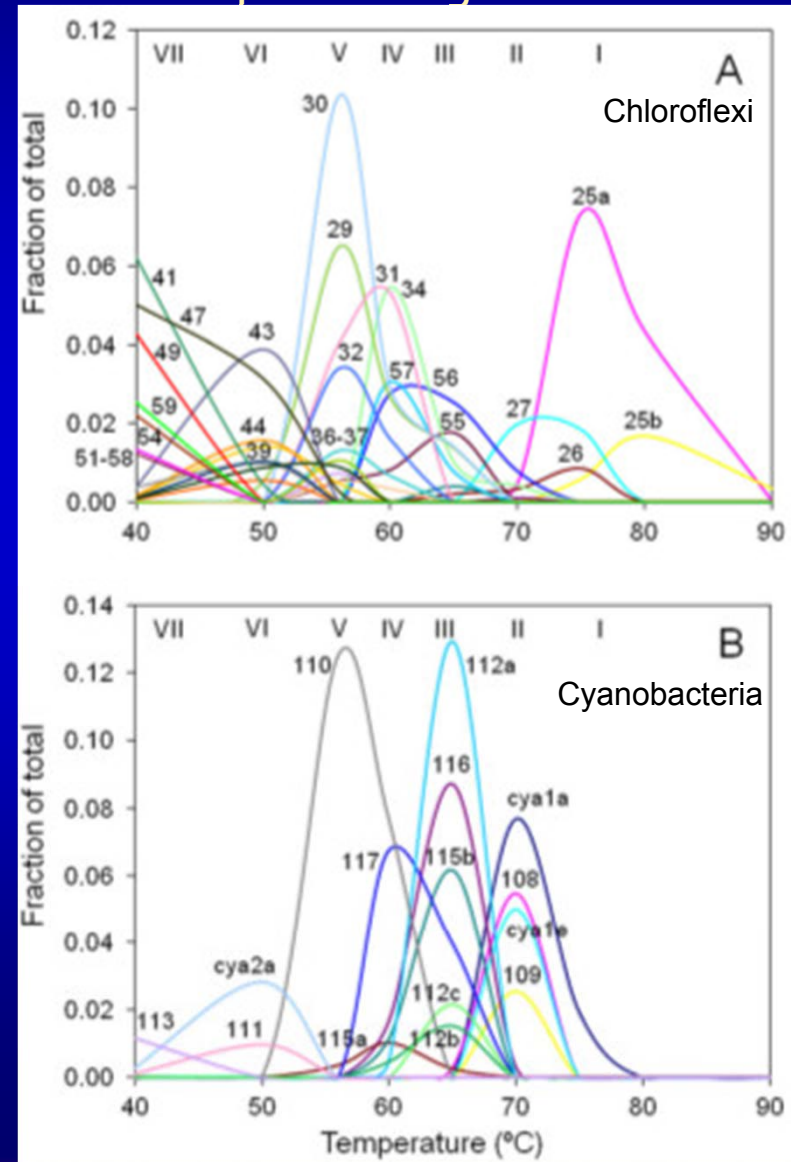 0.12
VII VI V IV III II I
A
Chloroflexi
0.10
30
0.08
25a
29
0.06
41
31
34
47
0.04
43
49
32
57
56
59
44
36-37
55
27
25b
0.02
54
39
26
51-58
0.00
40 50 60 70 80 90
Fraction of total
0.14
VII VI V IV III II I
B
0.12
110
112a
Cyanobacteria
0.10
116
0.08
cya1a
117
115b
0.06
108
0.04
cya1e
cya2a
109
112c
0.02
113
111
115a
112b
0.00
40 50 60 70 80 90
Fraction of total
Temperature (ºC)